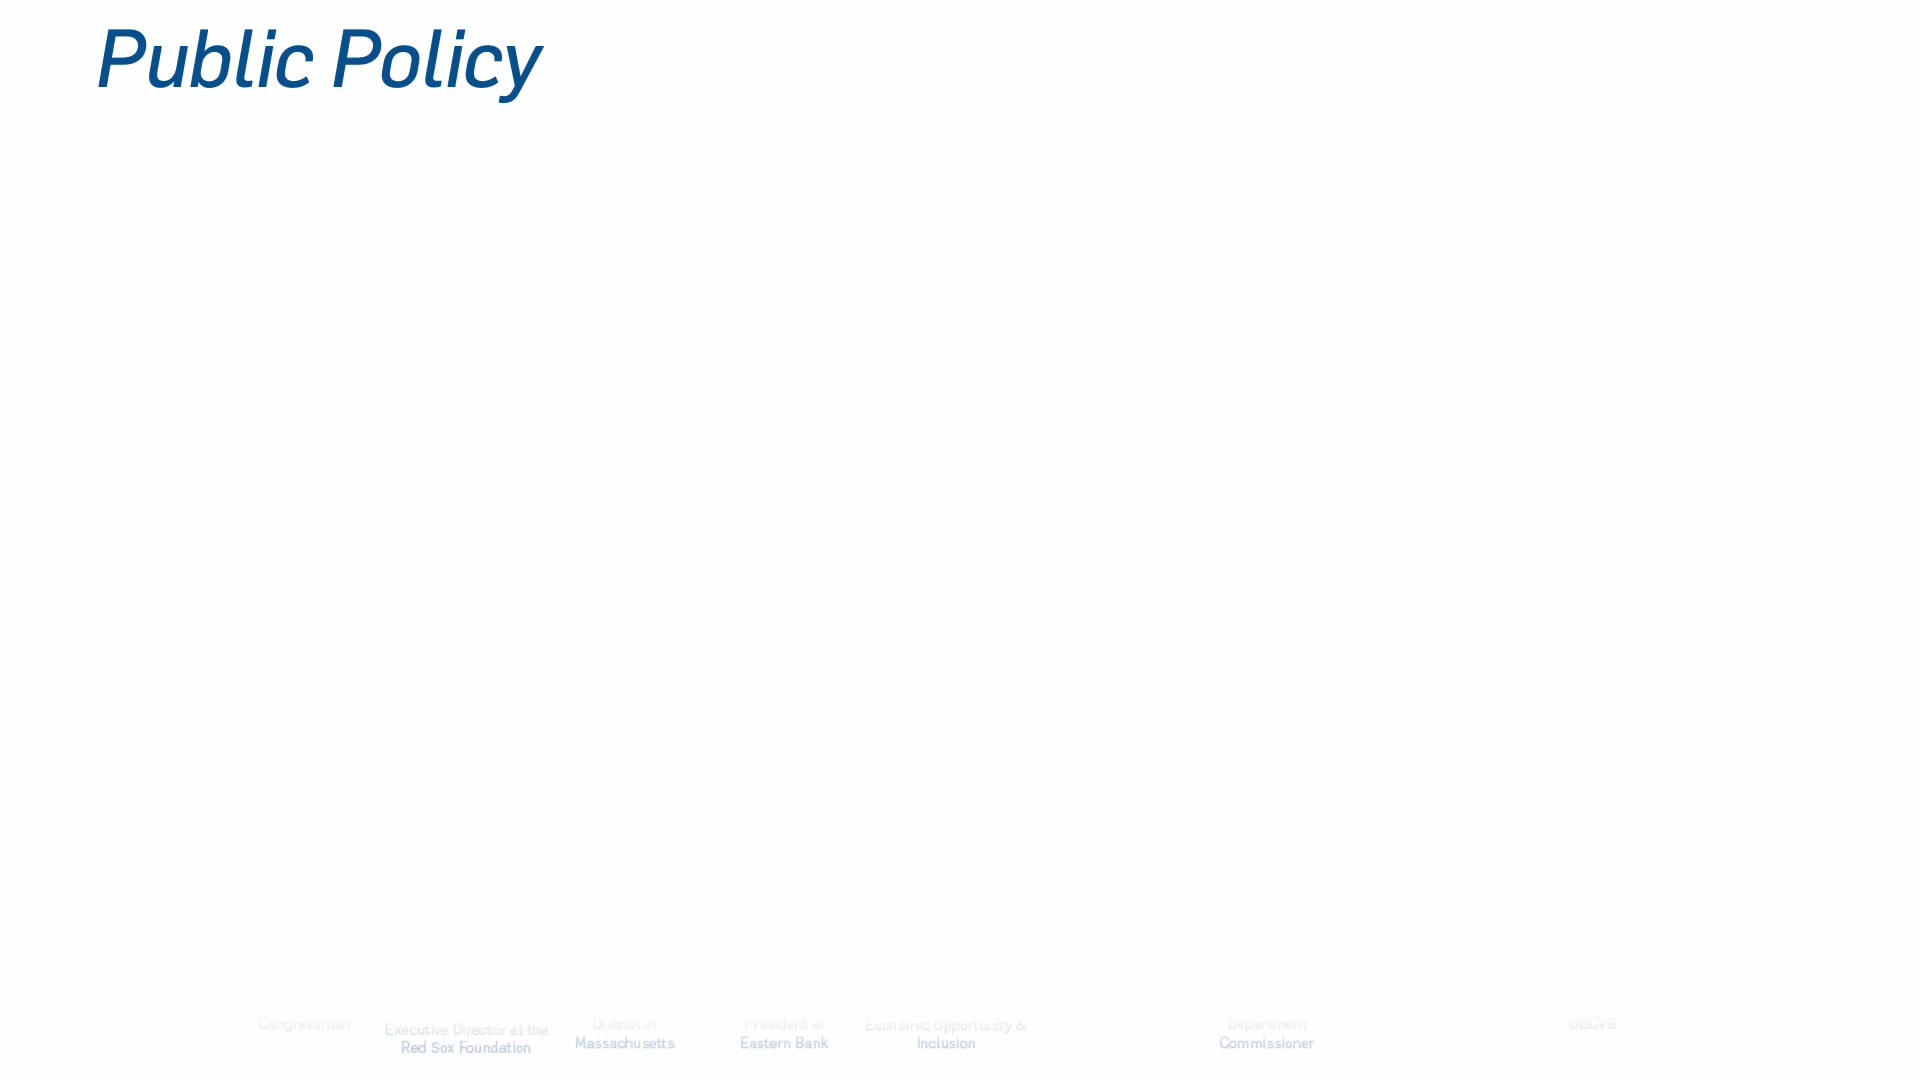 Public Policy
Congressman
Executive Director at the
Red Sox Foundation
District of
Massachusetts
President at
Eastern Bank
Economic Opportunity &
Inclusion
Department
Commissioner
GBCVB